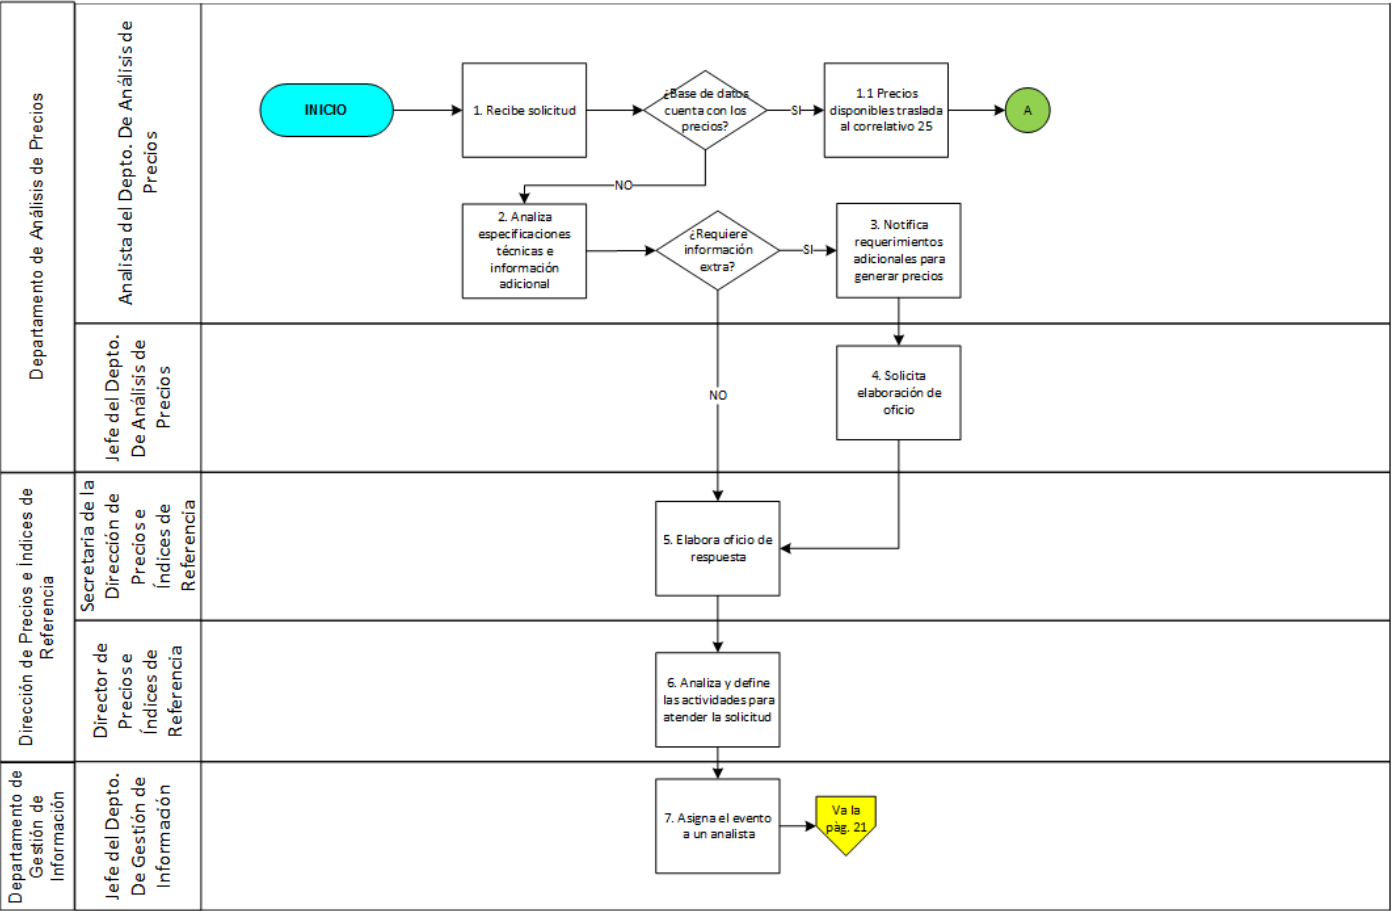 Departamento de Análisis de Precios
Analista del Depto. De Análisis de
Precios
INICIO
1. Recibe solicitud
¿Base de datos
cuenta con los
precios?
SI
1.1 Precios
disponibles traslada
al correlativo 25
A
NO
2. Analiza
especificaciones
técnicas e
información
adicional
¿Requiere
información
extra?
SI
3. Notifica
requerimientos
adicionales para
generar precios
Jefe del Depto.
De Análisis de
Precios
NO
4. Solicita
elaboración de
oficio
Dirección de Precios e Índices de
Referencia
Secretaria de la
Dirección de
Precios e
Índices de
Referencia
5. Elabora oficio de
respuesta
Director de
Precios e
Índices de
Referencia
6. Analiza y define
las actividades para
atender la solicitud
Departamento de
Gestión de
Información
Jefe del Depto.
De Gestión de
Información
7. Asigna el evento
a un analista
Va la
pàg. 21